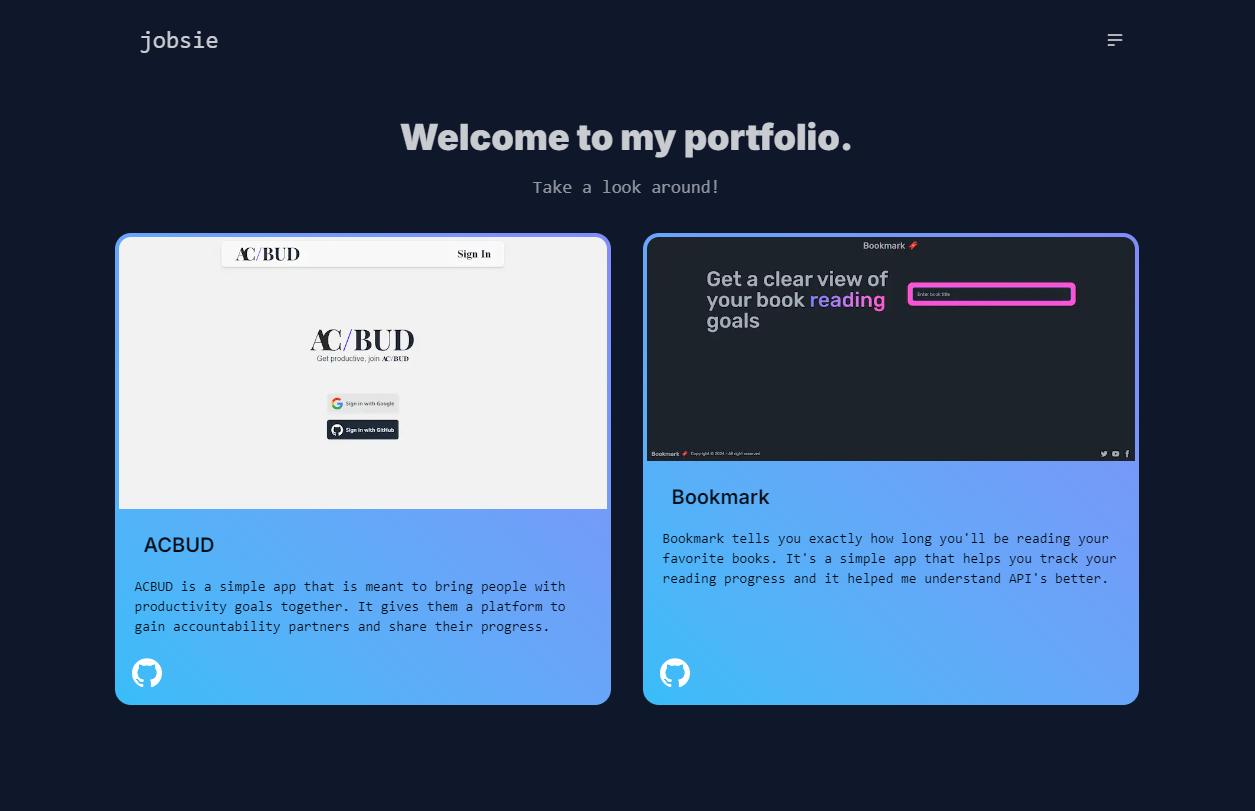 jobsie
Welcome to my portfolio.
Take a look around!
AC/BUD
Sign In
AC/BUD
Get productive, join AC/BUD
Sign in with Google
Sign in with GitHub
ACBUD
ACBUD is a simple app that is meant to bring people with
productivity goals together. It gives them a platform to
gain accountability partners and share their progress.
Bookmark
Get a clear view of
your book reading
goals
Enter book title
Bookmark
Copyright © 2024 - All right reserved
Bookmark
Bookmark tells you exactly how long you'll be reading your
favorite books. It's a simple app that helps you track your
reading progress and it helped me understand API's better.